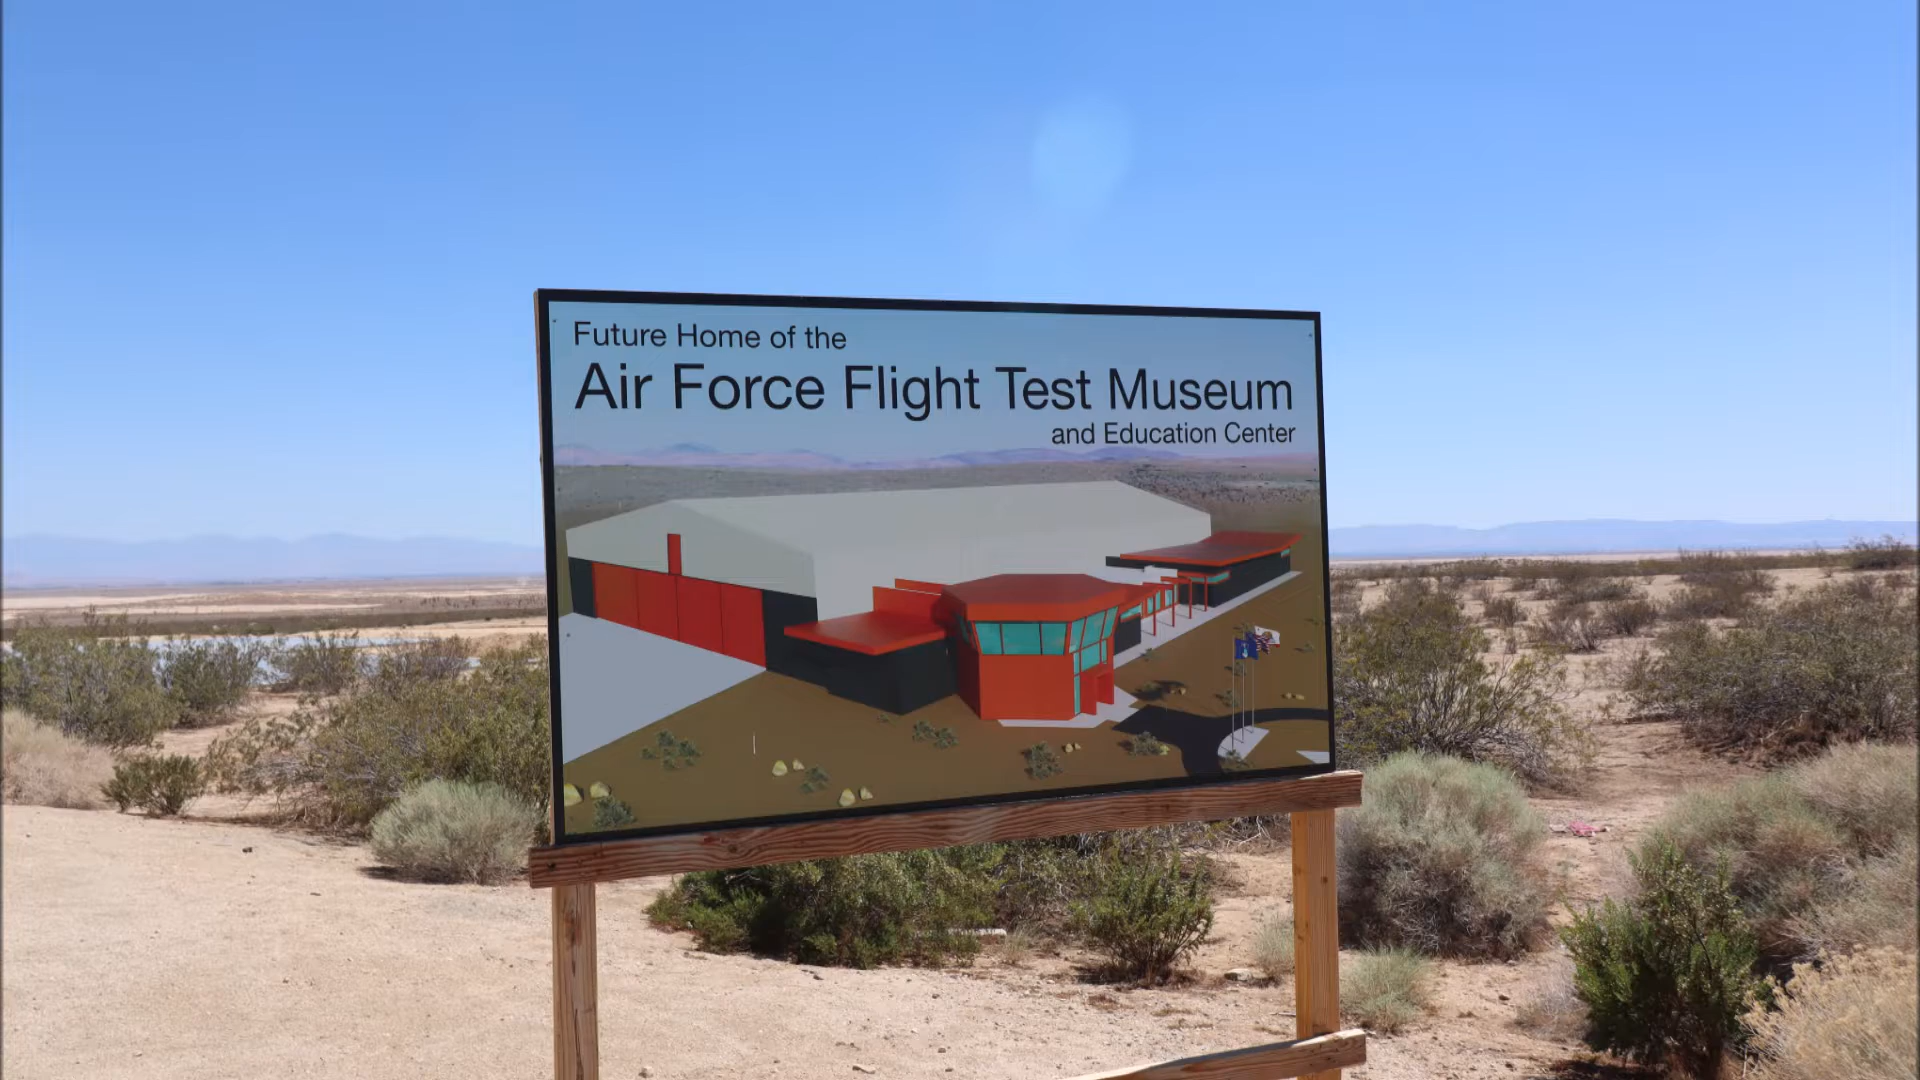 Future Home of the
Air Force Flight Test Museum
and Education Center